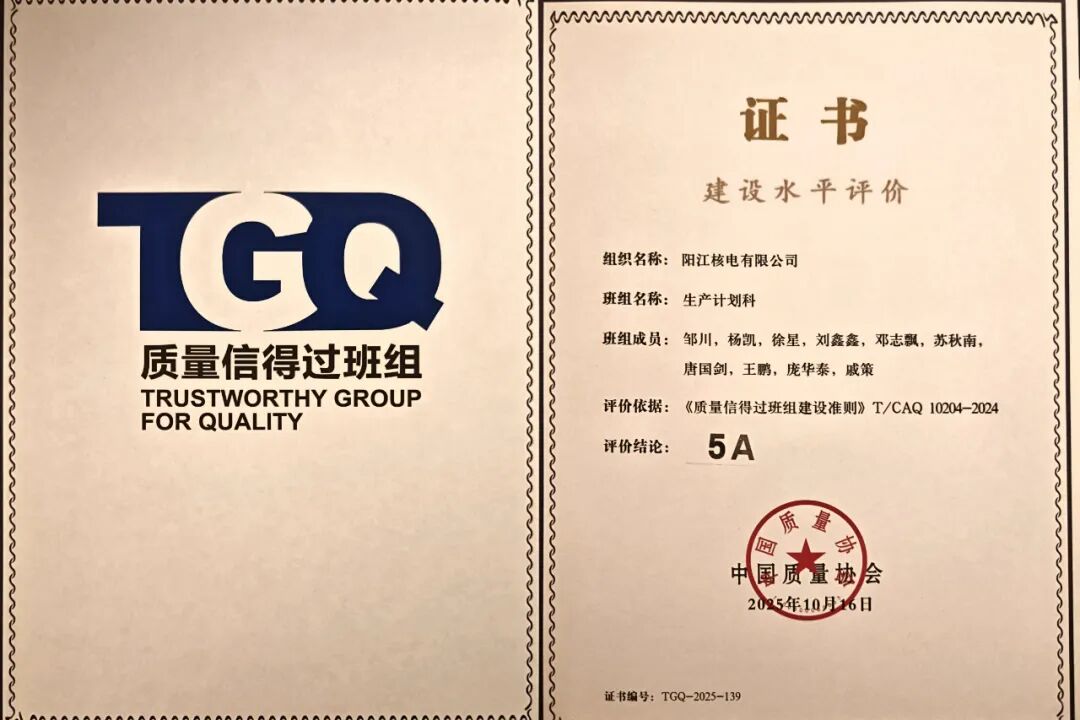 TGQ
质量信得过班组
TRUSTWORTHY GROUP
FOR QUALITY
证书
建设水平评价
组织名称：阳江核电有限公司
班组名称：生产计划科
班组成员：邹川，杨凯，徐星，刘鑫鑫，邓志飘，苏秋南，
唐国剑，王鹏，庞华泰，戚策
评价依据：《质量信得过班组建设准则》T/CAQ 10204-2024
评价结论：5A
中国质量协会
中国质量协会
2025年10月16日
证书编号：TGQ-2025-139